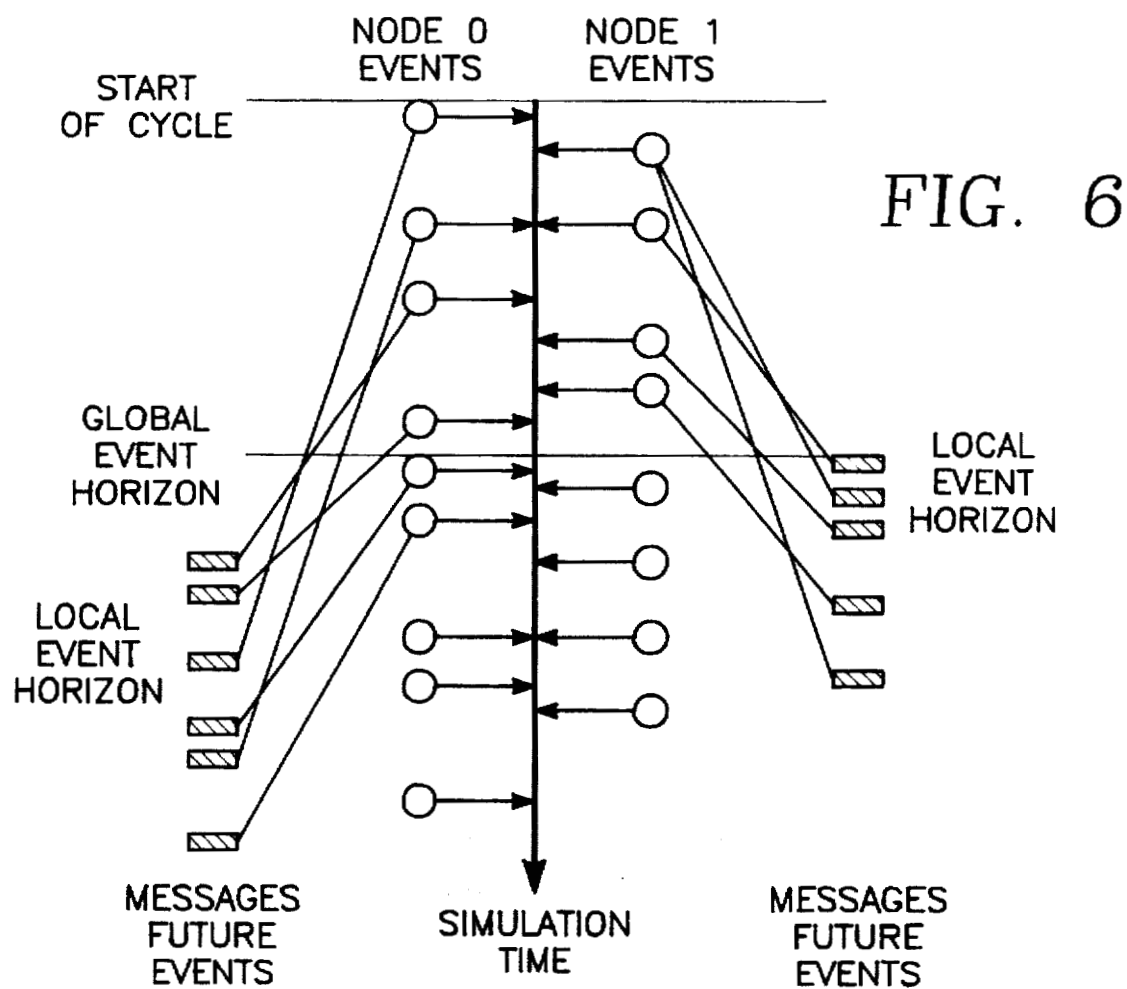 NODE 0
EVENTS
NODE 1
EVENTS
START
OF CYCLE
FIG. 6
GLOBAL
EVENT
HORIZON
LOCAL
EVENT
HORIZON
LOCAL
EVENT
HORIZON
MESSAGES
FUTURE
EVENTS
SIMULATION
TIME
MESSAGES
FUTURE
EVENTS